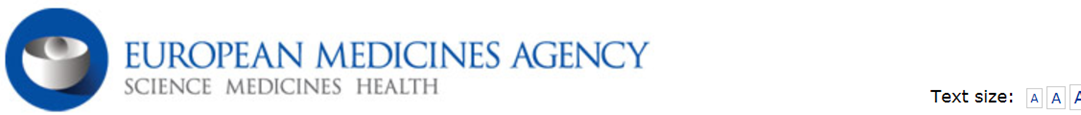 EUROPEAN MEDICINES AGENCY
SCIENCE MEDICINES HEALTH
Text size: A A A